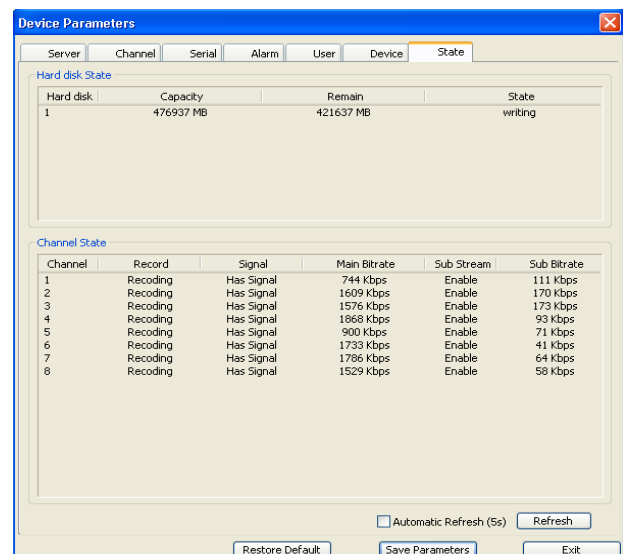 Device Parameters
Server Channel Serial Alarm User Device State
Hard disk State
Hard disk Capacity Remain State
1 476937 MB 421637 MB writing
Channel State
Channel Record Signal Main Bitrate Sub Stream Sub Bitrate
1 Recoding Has Signal 744 Kbps Enable 111 Kbps
2 Recoding Has Signal 1609 Kbps Enable 170 Kbps
3 Recoding Has Signal 1576 Kbps Enable 173 Kbps
4 Recoding Has Signal 1868 Kbps Enable 93 Kbps
5 Recoding Has Signal 900 Kbps Enable 71 Kbps
6 Recoding Has Signal 1733 Kbps Enable 41 Kbps
7 Recoding Has Signal 1786 Kbps Enable 64 Kbps
8 Recoding Has Signal 1529 Kbps Enable 58 Kbps
Automatic Refresh (5s) Refresh
Restore Default Save Parameters Exit